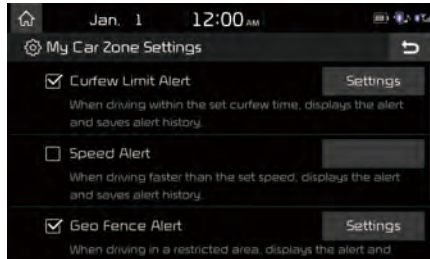 Jan. 1 12:00 AM
My Car Zone Settings
Curfew Limit Alert Settings
When driving within the set curfew time, displays the alert
and saves alert history.
Speed Alert
When driving faster than the set speed, displays the alert
and saves alert history.
Geo Fence Alert Settings
When driving in a restricted area, displays the alert and